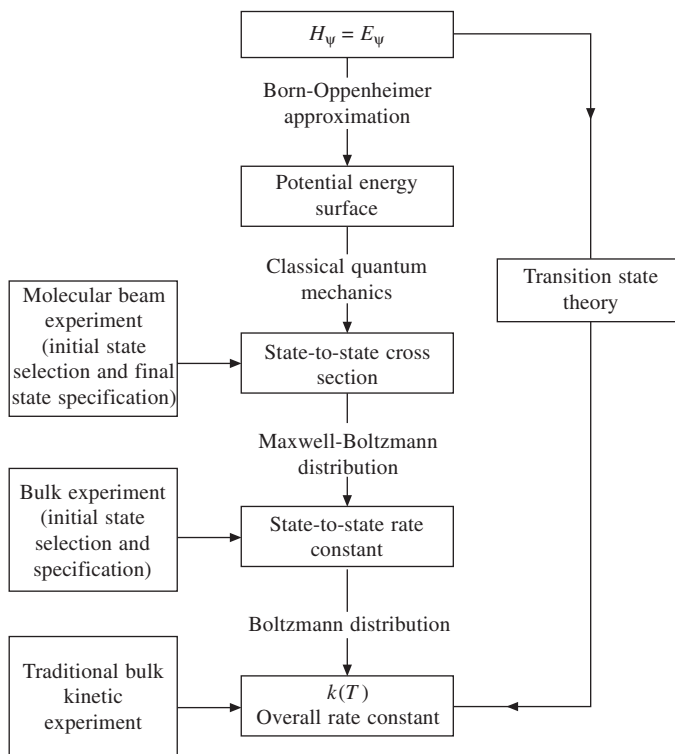 Hψ = Eψ
Born-Oppenheimer
approximation
Potential energy
surface
Classical quantum
mechanics
Transition state
theory
Molecular beam
experiment
(initial state
selection and final
state specification)
State-to-state cross
section
Maxwell-Boltzmann
distribution
Bulk experiment
(initial state
selection and
specification)
State-to-state rate
constant
Boltzmann distribution
Traditional bulk
kinetic
experiment
k(T)
Overall rate constant